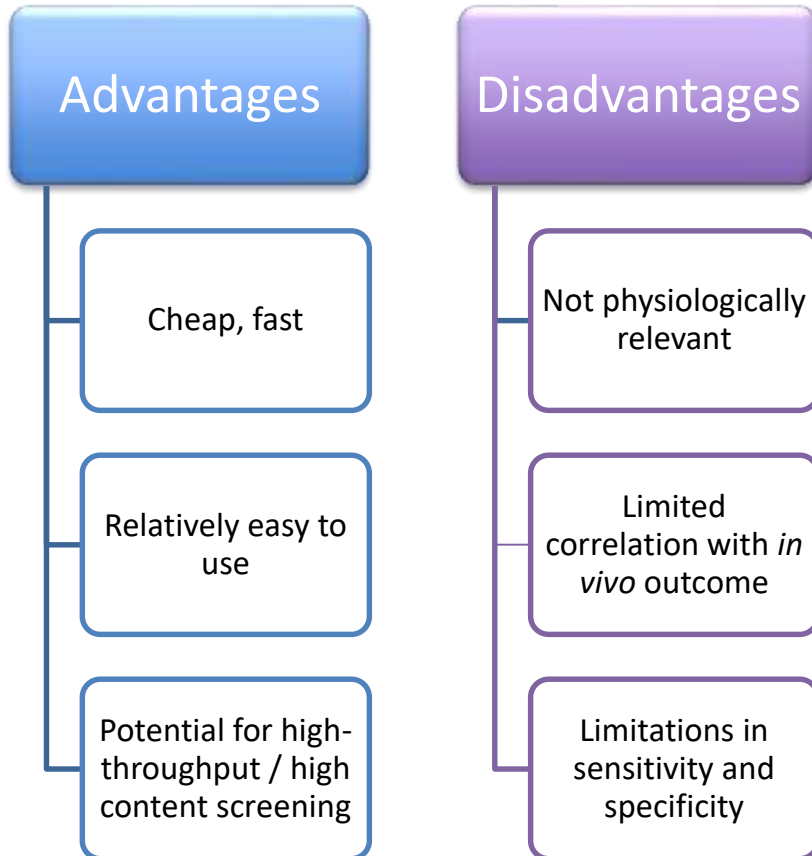 Advantages
Cheap, fast
Relatively easy to
use
Potential for high-
throughput / high
content screening
Disadvantages
Not physiologically
relevant
Limited
correlation with in
vivo outcome
Limitations in
sensitivity and
specificity